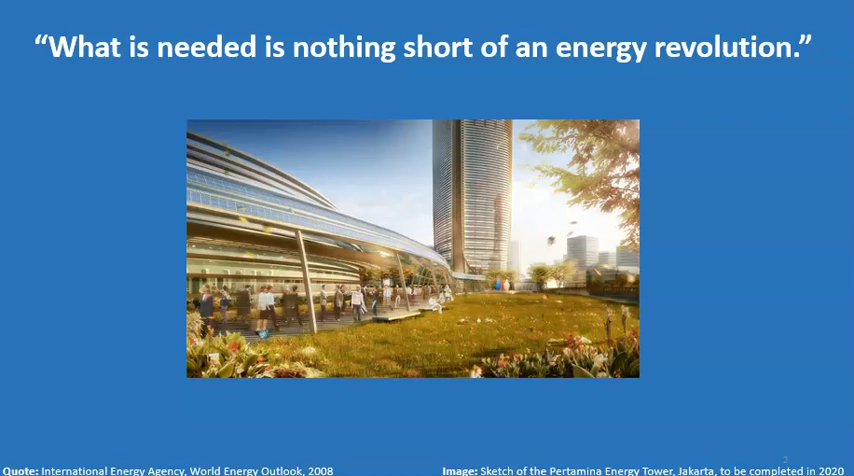 “What is needed is nothing short of an energy revolution.”
2
Quote: International Energy Agency, World Energy Outlook, 2008
Image: Sketch of the Pertamina Energy Tower, Jakarta, to be completed in 2020